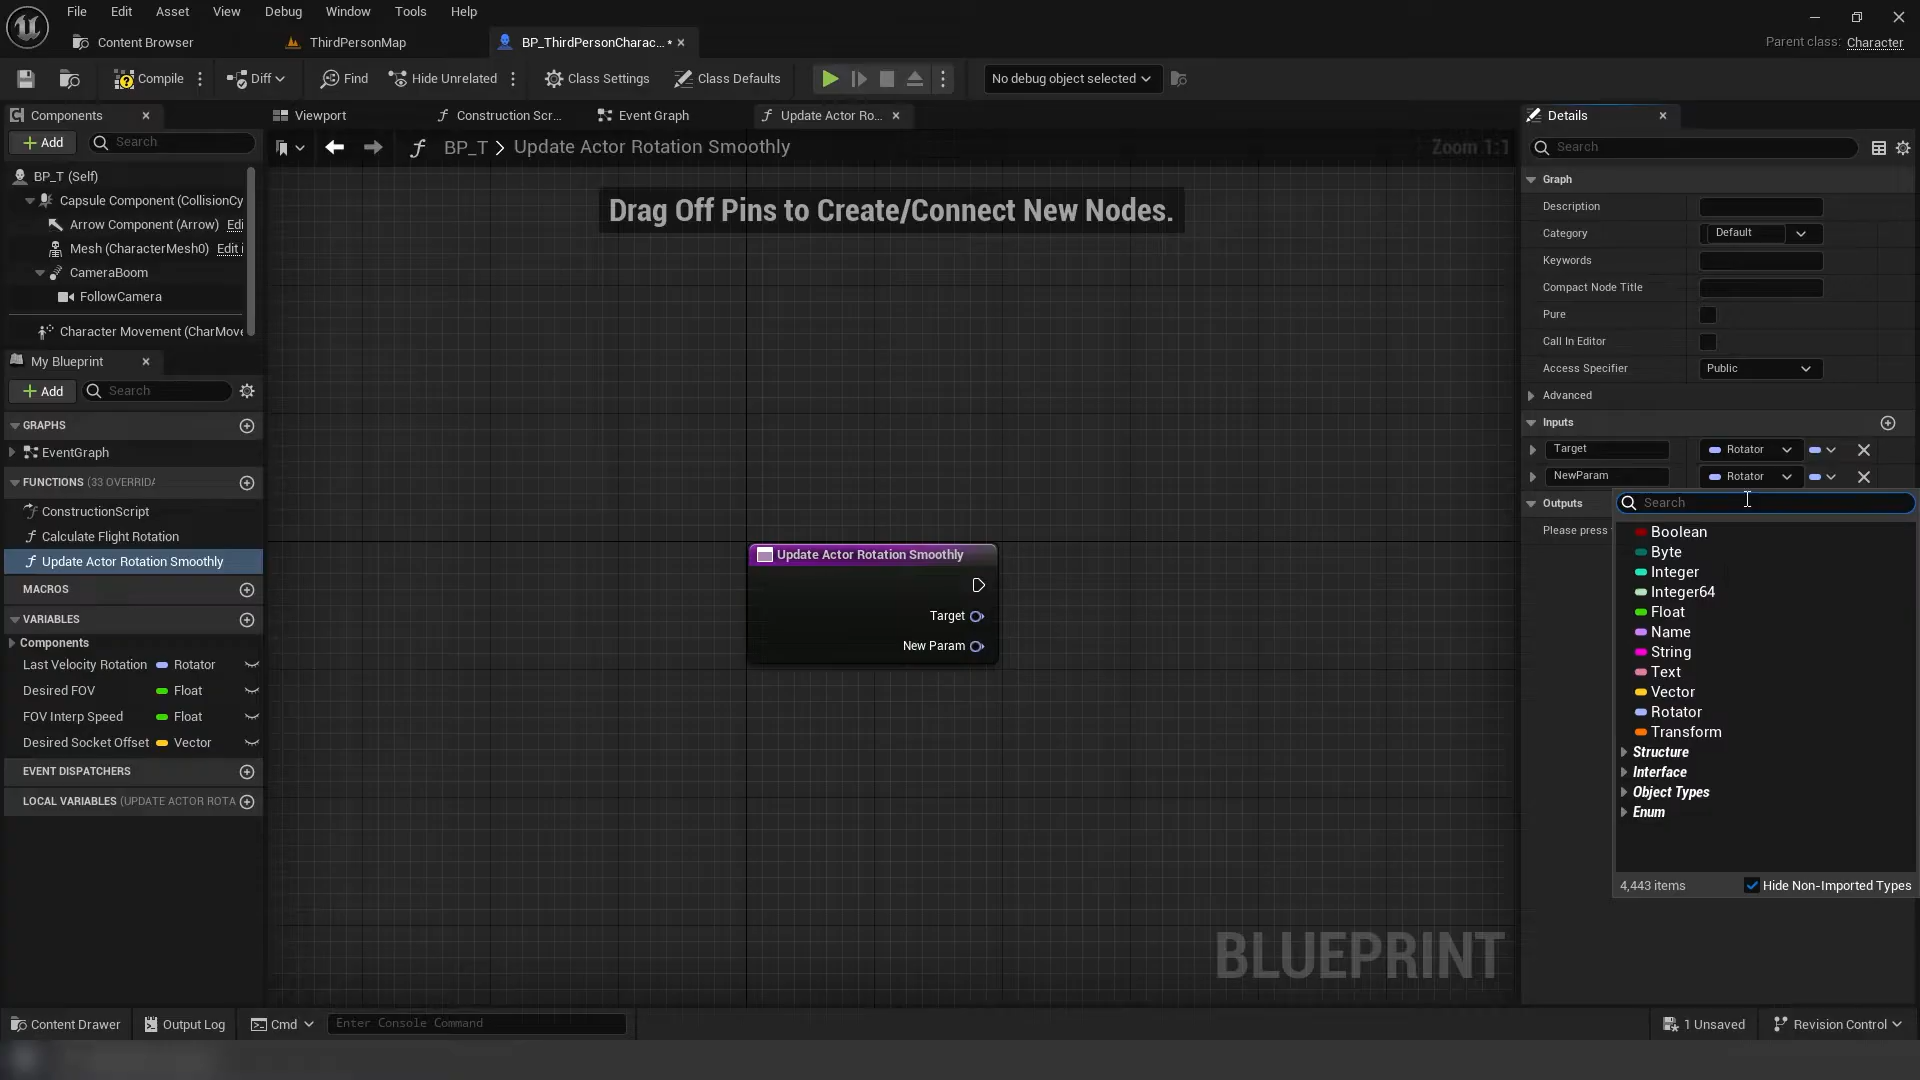 File Edit Asset View Debug Window Tools Help
Content Browser ThirdPersonMap BP_ThirdPersonCharac... • × Parent class: Character
Compile Diff Find Hide Unrelated Class Settings Class Defaults No debug object selected
Components × Viewport Construction Scr... Event Graph Update Actor Ro... × Details ×
+ Add Search BP_T > Update Actor Rotation Smoothly Zoom 1:1 Search
BP_T (Self)
Capsule Component (CollisionCy
Arrow Component (Arrow) Edi
Mesh (CharacterMesh0) Edit i
CameraBoom
FollowCamera
Character Movement (CharMove
My Blueprint ×
+ Add Search
GRAPHS
EventGraph
FUNCTIONS (33 OVERRIDA
ConstructionScript
Calculate Flight Rotation
Update Actor Rotation Smoothly
MACROS
VARIABLES
Components
Last Velocity Rotation Rotator
Desired FOV Float
FOV Interp Speed Float
Desired Socket Offset Vector
EVENT DISPATCHERS
LOCAL VARIABLES (UPDATE ACTOR ROTA
Drag Off Pins to Create/Connect New Nodes.
Update Actor Rotation Smoothly
Target
New Param
BLUEPRINT
Graph
Description
Category Default
Keywords
Compact Node Title
Pure
Call In Editor
Access Specifier Public
Advanced
Inputs
Target Rotator
NewParam Rotator
Outputs
Please press
Search
Boolean
Byte
Integer
Integer64
Float
Name
String
Text
Vector
Rotator
Transform
Structure
Interface
Object Types
Enum
4,443 items Hide Non-Imported Types
Content Drawer Output Log Cmd Enter Console Command 1 Unsaved Revision Control